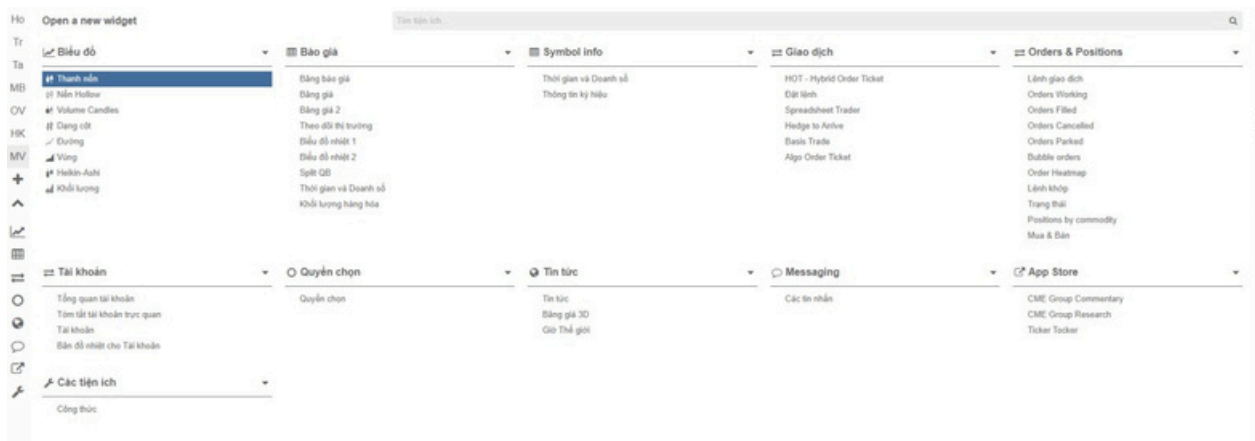 Ho
Tr
Ta
MB
OV
HK
MV
Open a new widget
Tìm tiện ích...
Biểu đồ
Thanh nến
Nến Hollow
Volume Candles
Dạng cột
Đường
Vùng
Heikin-Ashi
Khối lượng
Báo giá
Bảng báo giá
Bảng giá
Bảng giá 2
Theo dõi thị trường
Biểu đồ nhiệt 1
Biểu đồ nhiệt 2
Split QB
Thời gian và Doanh số
Khối lượng hàng hóa
Symbol info
Thời gian và Doanh số
Thông tin ký hiệu
Giao dịch
HOT - Hybrid Order Ticket
Đặt lệnh
Spreadsheet Trader
Hedge to Arrive
Basis Trade
Algo Order Ticket
Orders & Positions
Lệnh giao dịch
Orders Working
Orders Filled
Orders Cancelled
Orders Parked
Bubble orders
Order Heatmap
Lệnh khớp
Trạng thái
Positions by commodity
Mua & Bán
Tài khoản
Tổng quan tài khoản
Tóm tắt tài khoản trực quan
Tài khoản
Bản đồ nhiệt cho Tài khoản
Quyền chọn
Quyền chọn
Tin tức
Tin tức
Bảng giá 3D
Giờ Thế giới
Messaging
Các tin nhắn
App Store
CME Group Commentary
CME Group Research
Ticker Tocker
Các tiện ích
Công thức